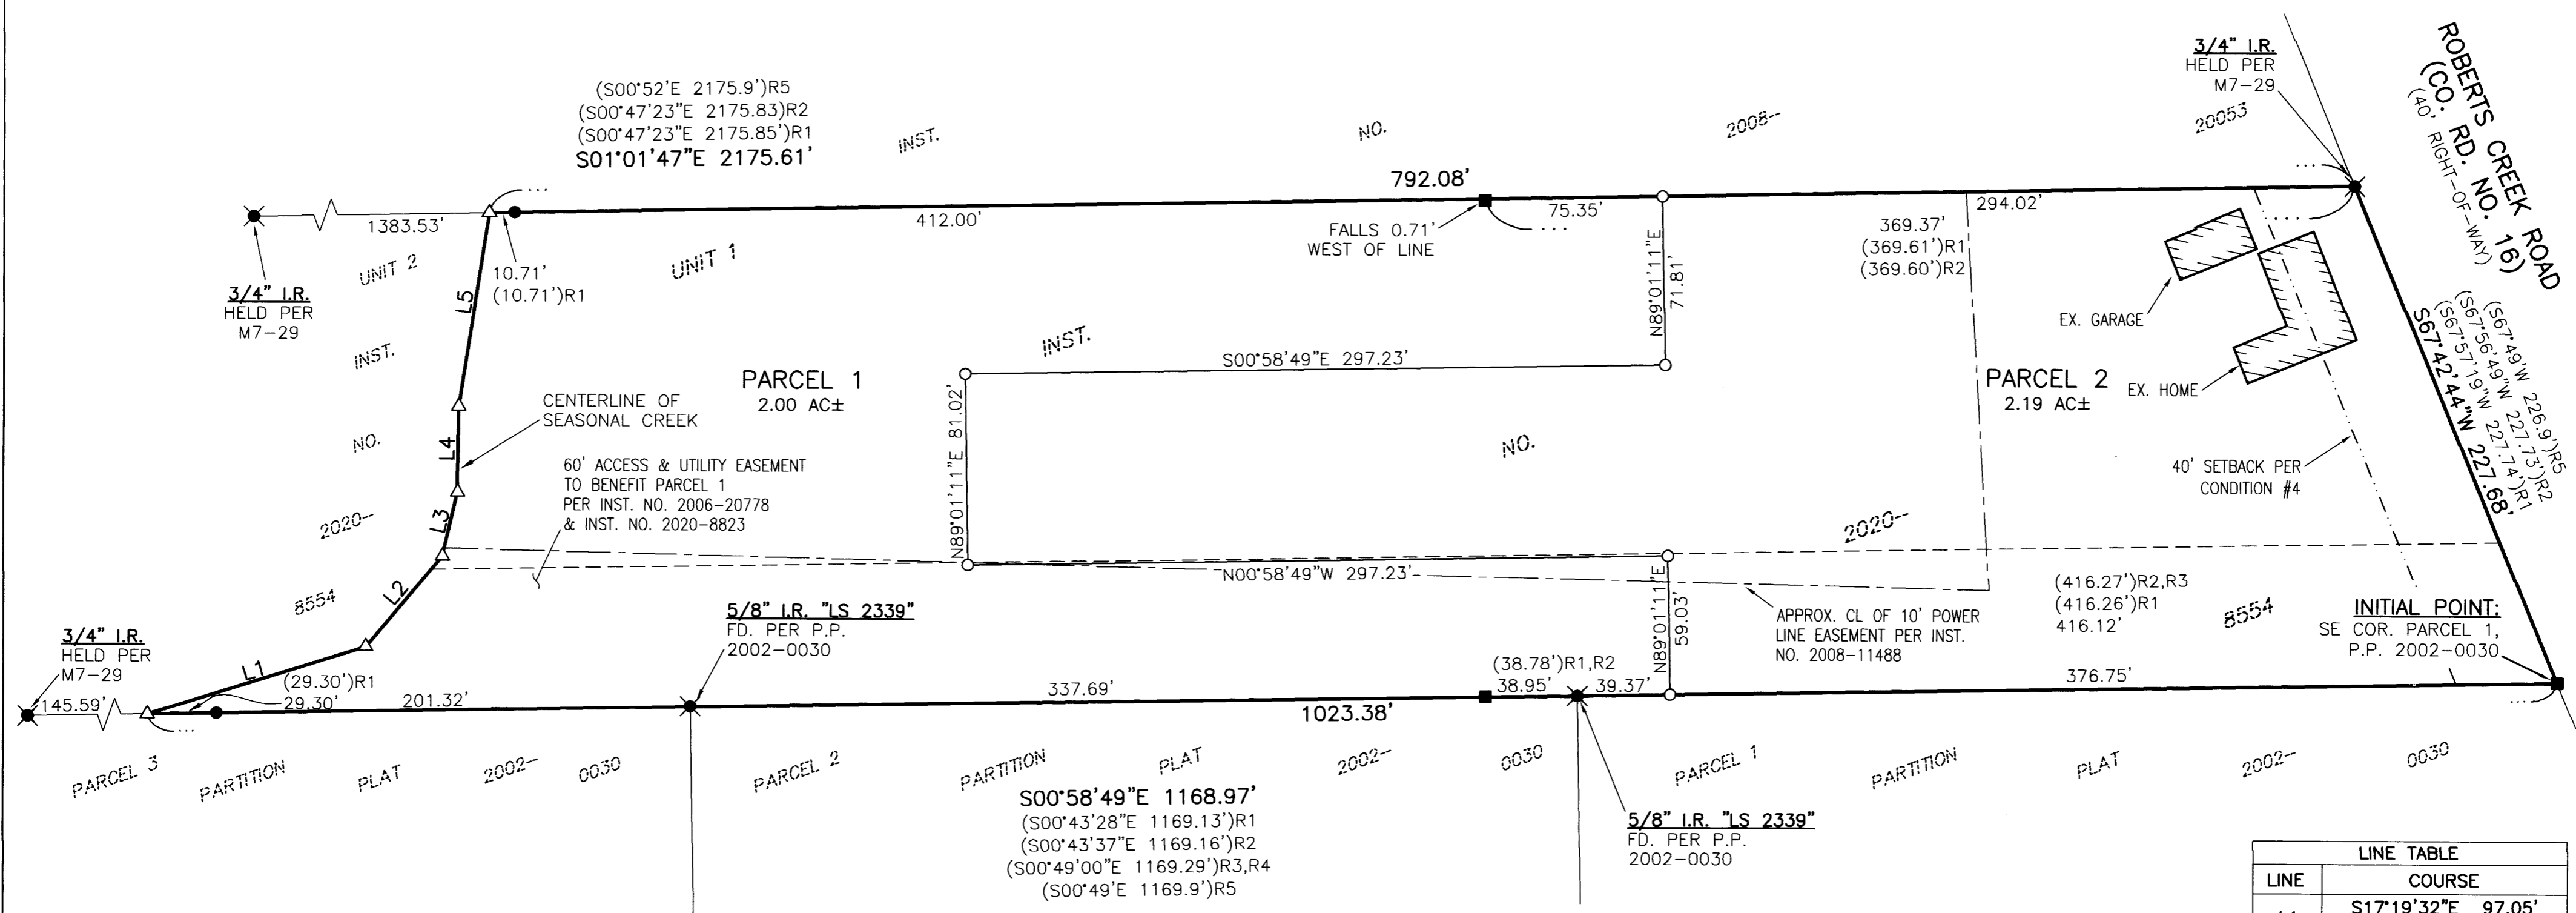 (S00°52'E 2175.9')R5
(S00°47'23"E 2175.83)R2
(S00°47'23"E 2175.85')R1
S01°01'47"E 2175.61'
INST.
NO.
2008--
20053
3/4" I.R.
HELD PER
M7-29
ROBERTS CREEK ROAD
(CO. RD. NO. 16)
(40' RIGHT-OF-WAY)
792.08'
1383.53'
412.00'
75.35'
294.02'
FALLS 0.71'
WEST OF LINE
369.37'
(369.61')R1
(369.60')R2
UNIT 2
UNIT 1
10.71'
(10.71')R1
3/4" I.R.
HELD PER
M7-29
L5
N89°01'11"E
71.81'
EX. GARAGE
(S67°49'W 226.9')R5
(S67°56'49"W 227.73')R2
(S67°57'19"W 227.74')R1
S67°42'44"W 227.68'
INST.
INST.
S00°58'49"E 297.23'
PARCEL 1
2.00 AC±
PARCEL 2
2.19 AC±
EX. HOME
CENTERLINE OF
SEASONAL CREEK
N89°01'11"E 81.02'
NO.
NO.
L4
60' ACCESS & UTILITY EASEMENT
TO BENEFIT PARCEL 1
PER INST. NO. 2006-20778
& INST. NO. 2020-8823
40' SETBACK PER
CONDITION #4
2020--
L3
2020--
N00°58'49"W 297.23'
L2
8554
N89°01'11"E
59.03'
APPROX. CL OF 10' POWER
LINE EASEMENT PER INST.
NO. 2008-11488
(416.27')R2,R3
(416.26')R1
416.12'
8554
INITIAL POINT:
SE COR. PARCEL 1,
P.P. 2002-0030
3/4" I.R.
HELD PER
M7-29
5/8" I.R. "LS 2339"
FD. PER P.P.
2002-0030
L1
(29.30')R1
29.30'
145.59'
201.32'
337.69'
(38.78')R1,R2
38.95'
39.37'
376.75'
1023.38'
PARCEL 3
PARTITION
PLAT
2002--
0030
PARCEL 2
PARTITION
PLAT
2002--
0030
PARCEL 1
PARTITION
PLAT
2002--
0030
S00°58'49"E 1168.97'
(S00°43'28"E 1169.13')R1
(S00°43'37"E 1169.16')R2
(S00°49'00"E 1169.29')R3,R4
(S00°49'E 1169.9')R5
5/8" I.R. "LS 2339"
FD. PER P.P.
2002-0030
LINE TABLE
LINE COURSE
S17°19'32"E 97.05'